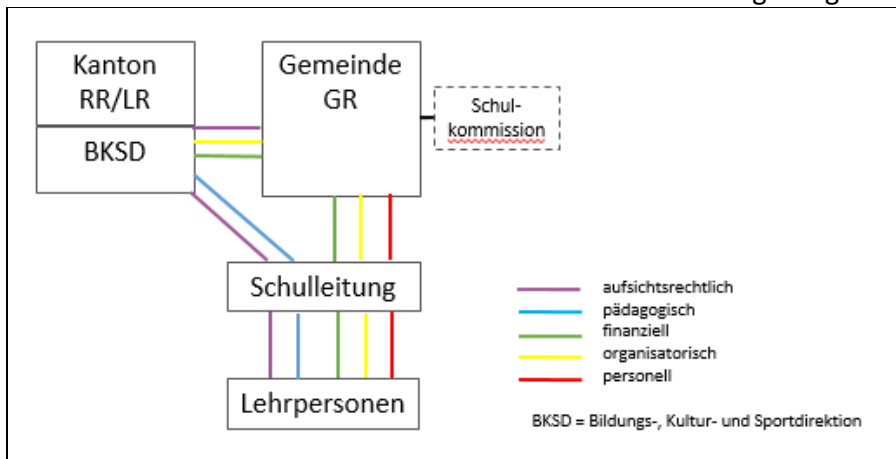 Kanton
RR/LR
BKSD
Gemeinde
GR
Schul-
kommission
Schulleitung
Lehrpersonen
aufsichtsrechtlich
pädagogisch
finanziell
organisatorisch
personell
BKSD = Bildungs-, Kultur- und Sportdirektion